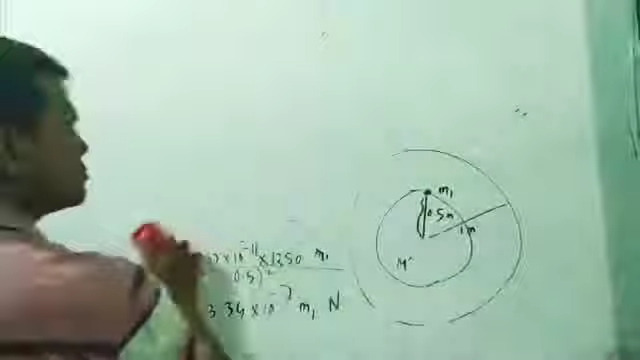 m₁
0.5m
1m
M'
×10⁻¹¹×1250 m₁
0.5)²
3.34×10⁻⁷ m₁ N